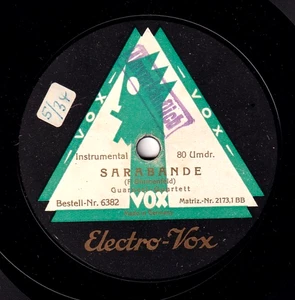 5/34
VOX
VOX
Instrumental 80 Umdr.
SARABANDE
Quartett
Bestell-Nr. 6382 VOX Matriz.-Nr. 2173,1 BB
Electro-Vox